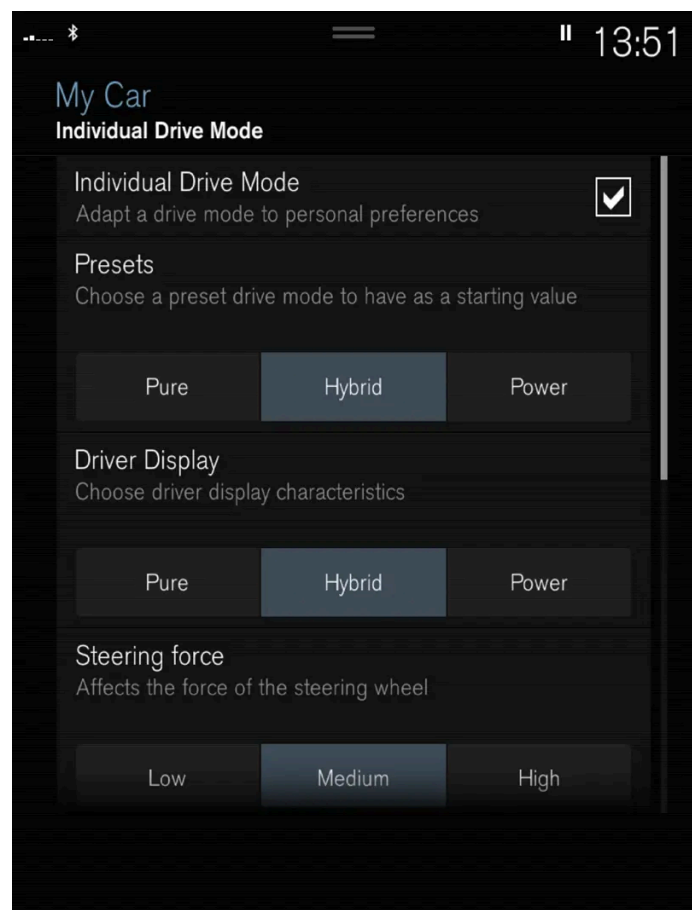 13:51
My Car
Individual Drive Mode
Individual Drive Mode
Adapt a drive mode to personal preferences
Presets
Choose a preset drive mode to have as a starting value
Pure Hybrid Power
Driver Display
Choose driver display characteristics
Pure Hybrid Power
Steering force
Affects the force of the steering wheel
Low Medium High